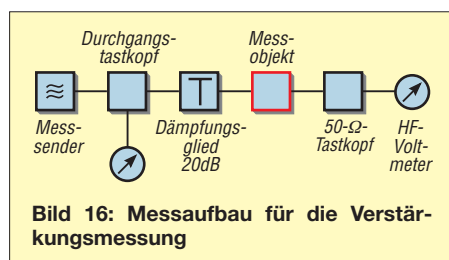 Durchgangs-
tastkopf
Mess-
objekt
Mess-
sender
Dämpfungs-
glied
20dB
50-Ω-
Tastkopf
HF-
Volt-
meter
Bild 16: Messaufbau für die Verstär-
kungsmessung